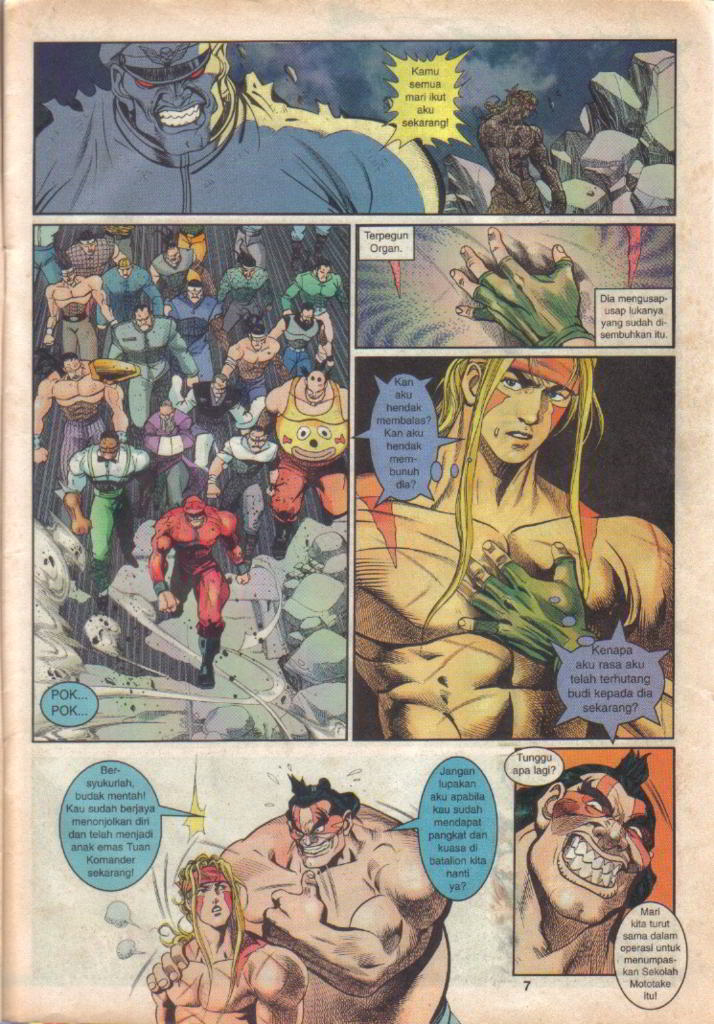 Kamu
semua
mari ikut
aku
sekarang!
Terpegun
Organ.
Dia mengusap-
usap lukanya
yang sudah di-
sembuhkan itu.
Kan
aku
hendak
membalas?
Kan aku
hendak
mem-
bunuh
dia?
Kenapa
aku rasa aku
telah terhutang
budi kepada dia
sekarang?
POK...
POK...
Ber-
syukurlah,
budak mentah!
Kau sudah berjaya
menonjolkan diri
dan telah menjadi
anak emas Tuan
Komander
sekarang!
Jangan
lupakan
aku apabila
kau sudah
mendapat
pangkat dan
kuasa di
batalion kita
nanti
ya?
Tunggu
apa lagi?
Mari
kita turut
sama dalam
operasi untuk
menumpas-
kan Sekolah
Mototake
itu!
7